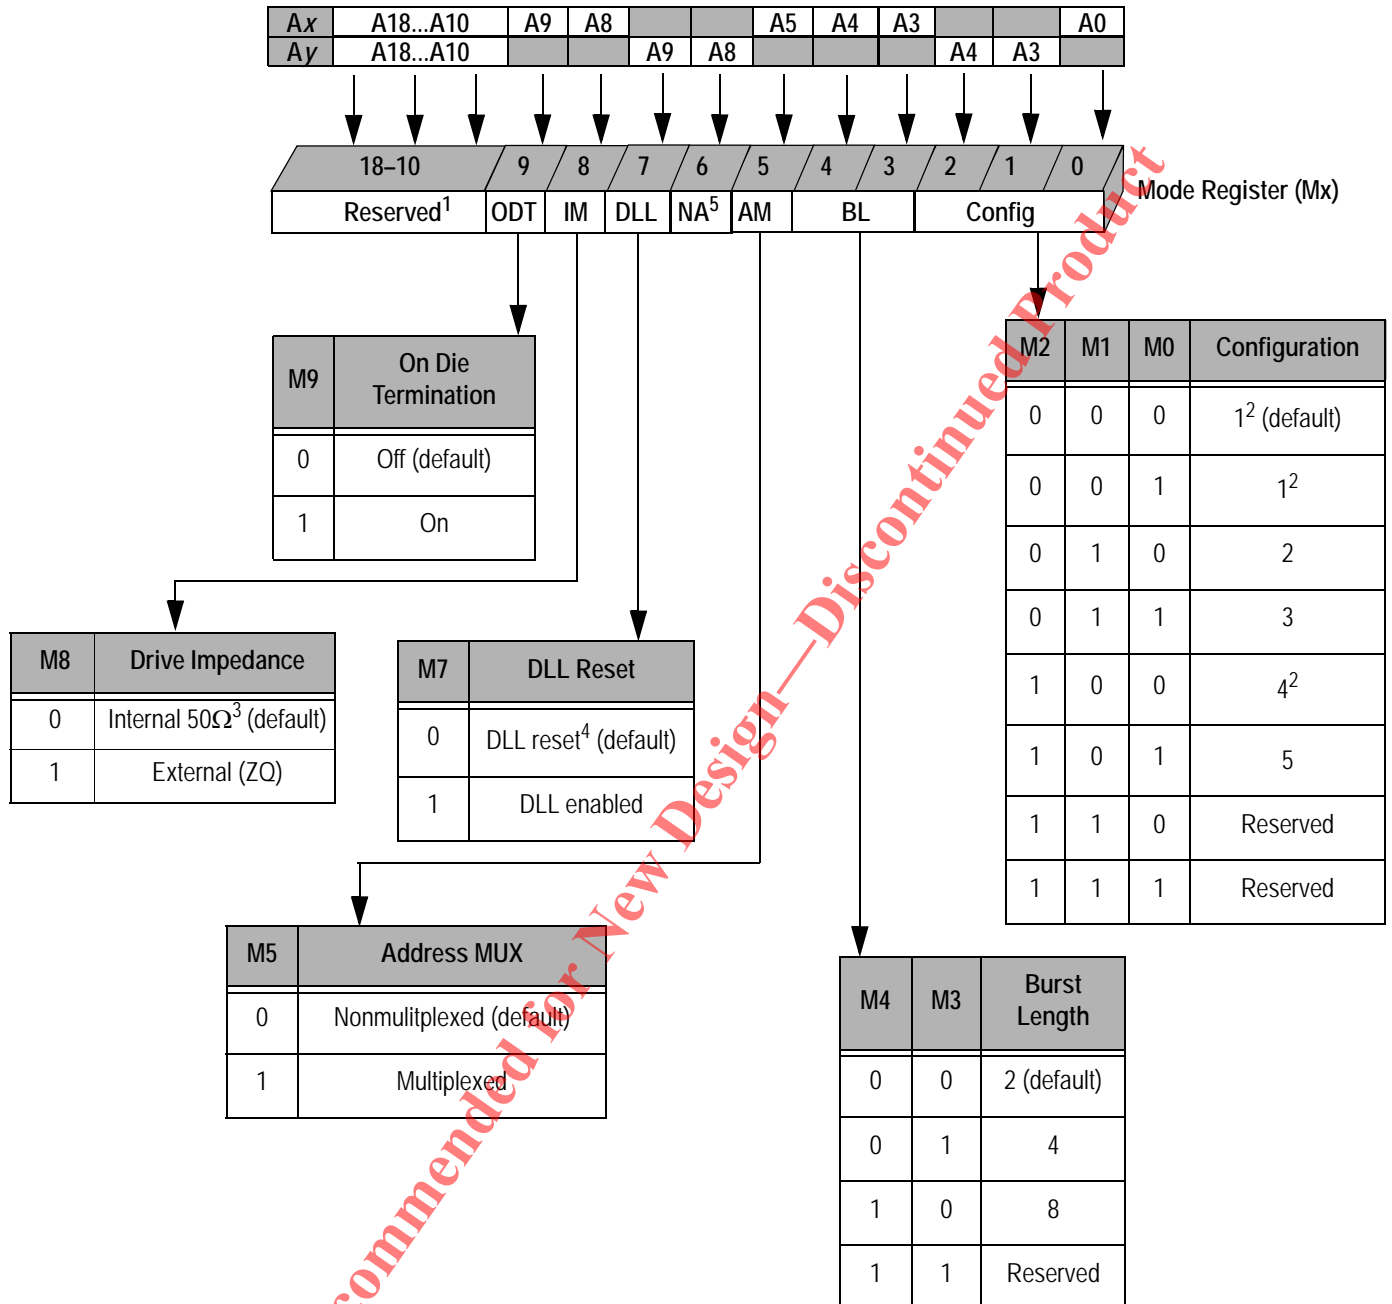 Ax A18...A10 A9 A8 A5 A4 A3 A0
Ay A18...A10 A9 A8 A4 A3
18–10 9 8 7 6 5 4 3 2 1 0
Mode Register (Mx)
Reserved1 ODT IM DLL NA5 AM BL Config
M9 On Die Termination
0 Off (default)
1 On
M2 M1 M0 Configuration
0 0 0 12 (default)
0 0 1 12
0 1 0 2
0 1 1 3
1 0 0 42
1 0 1 5
1 1 0 Reserved
1 1 1 Reserved
M8 Drive Impedance
0 Internal 50Ω3 (default)
1 External (ZQ)
M7 DLL Reset
0 DLL reset4 (default)
1 DLL enabled
M5 Address MUX
0 Nonmulitplexed (default)
1 Multiplexed
M4 M3 Burst Length
0 0 2 (default)
0 1 4
1 0 8
1 1 Reserved
commended for New Design—Discontinued Product